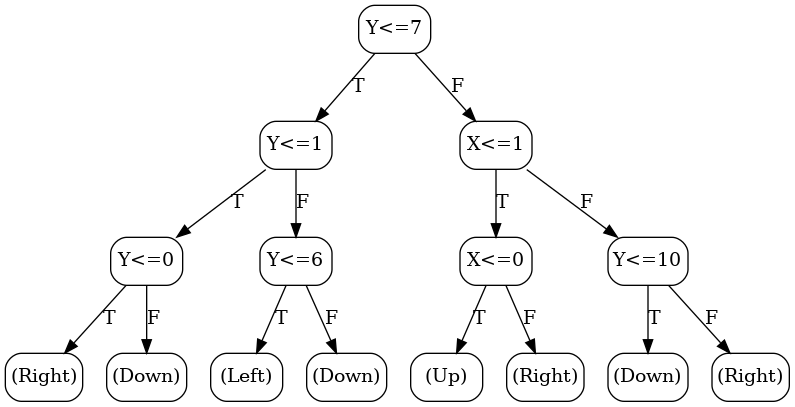 Y<=7
T
F
Y<=1
X<=1
T
F
T
F
Y<=0
Y<=6
X<=0
Y<=10
T
F
T
F
T
F
T
F
(Right)
(Down)
(Left)
(Down)
(Up)
(Right)
(Down)
(Right)